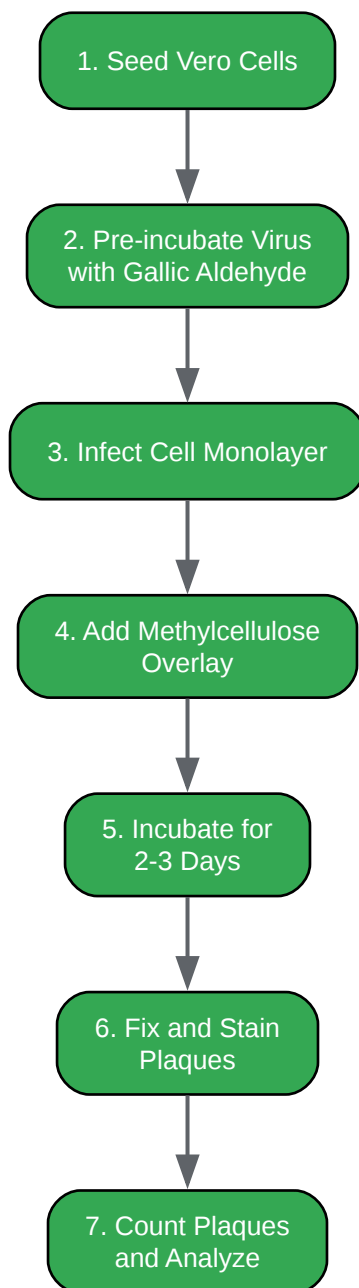 1. Seed Vero Cells
2. Pre-incubate Virus
with Gallic Aldehyde
3. Infect Cell Monolayer
4. Add Methylcellulose
Overlay
5. Incubate for
2-3 Days
6. Fix and Stain
Plaques
7. Count Plaques
and Analyze